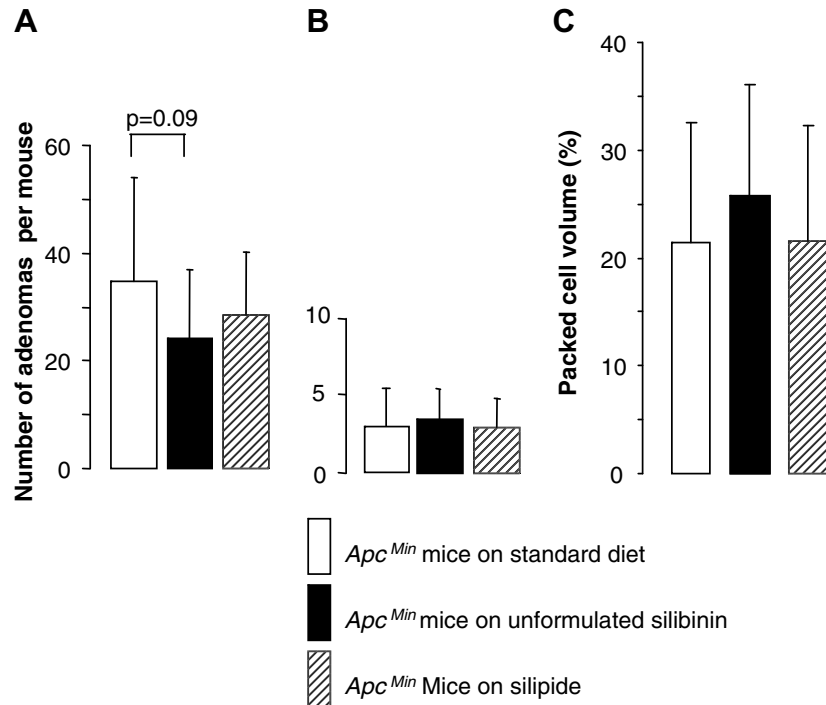 A
B
C
p=0.09
Number of adenomas per mouse
60
40
20
0
10
5
0
Packed cell volume (%)
40
30
20
10
0
Apc Min mice on standard diet
Apc Min mice on unformulated silibinin
Apc Min Mice on silipide